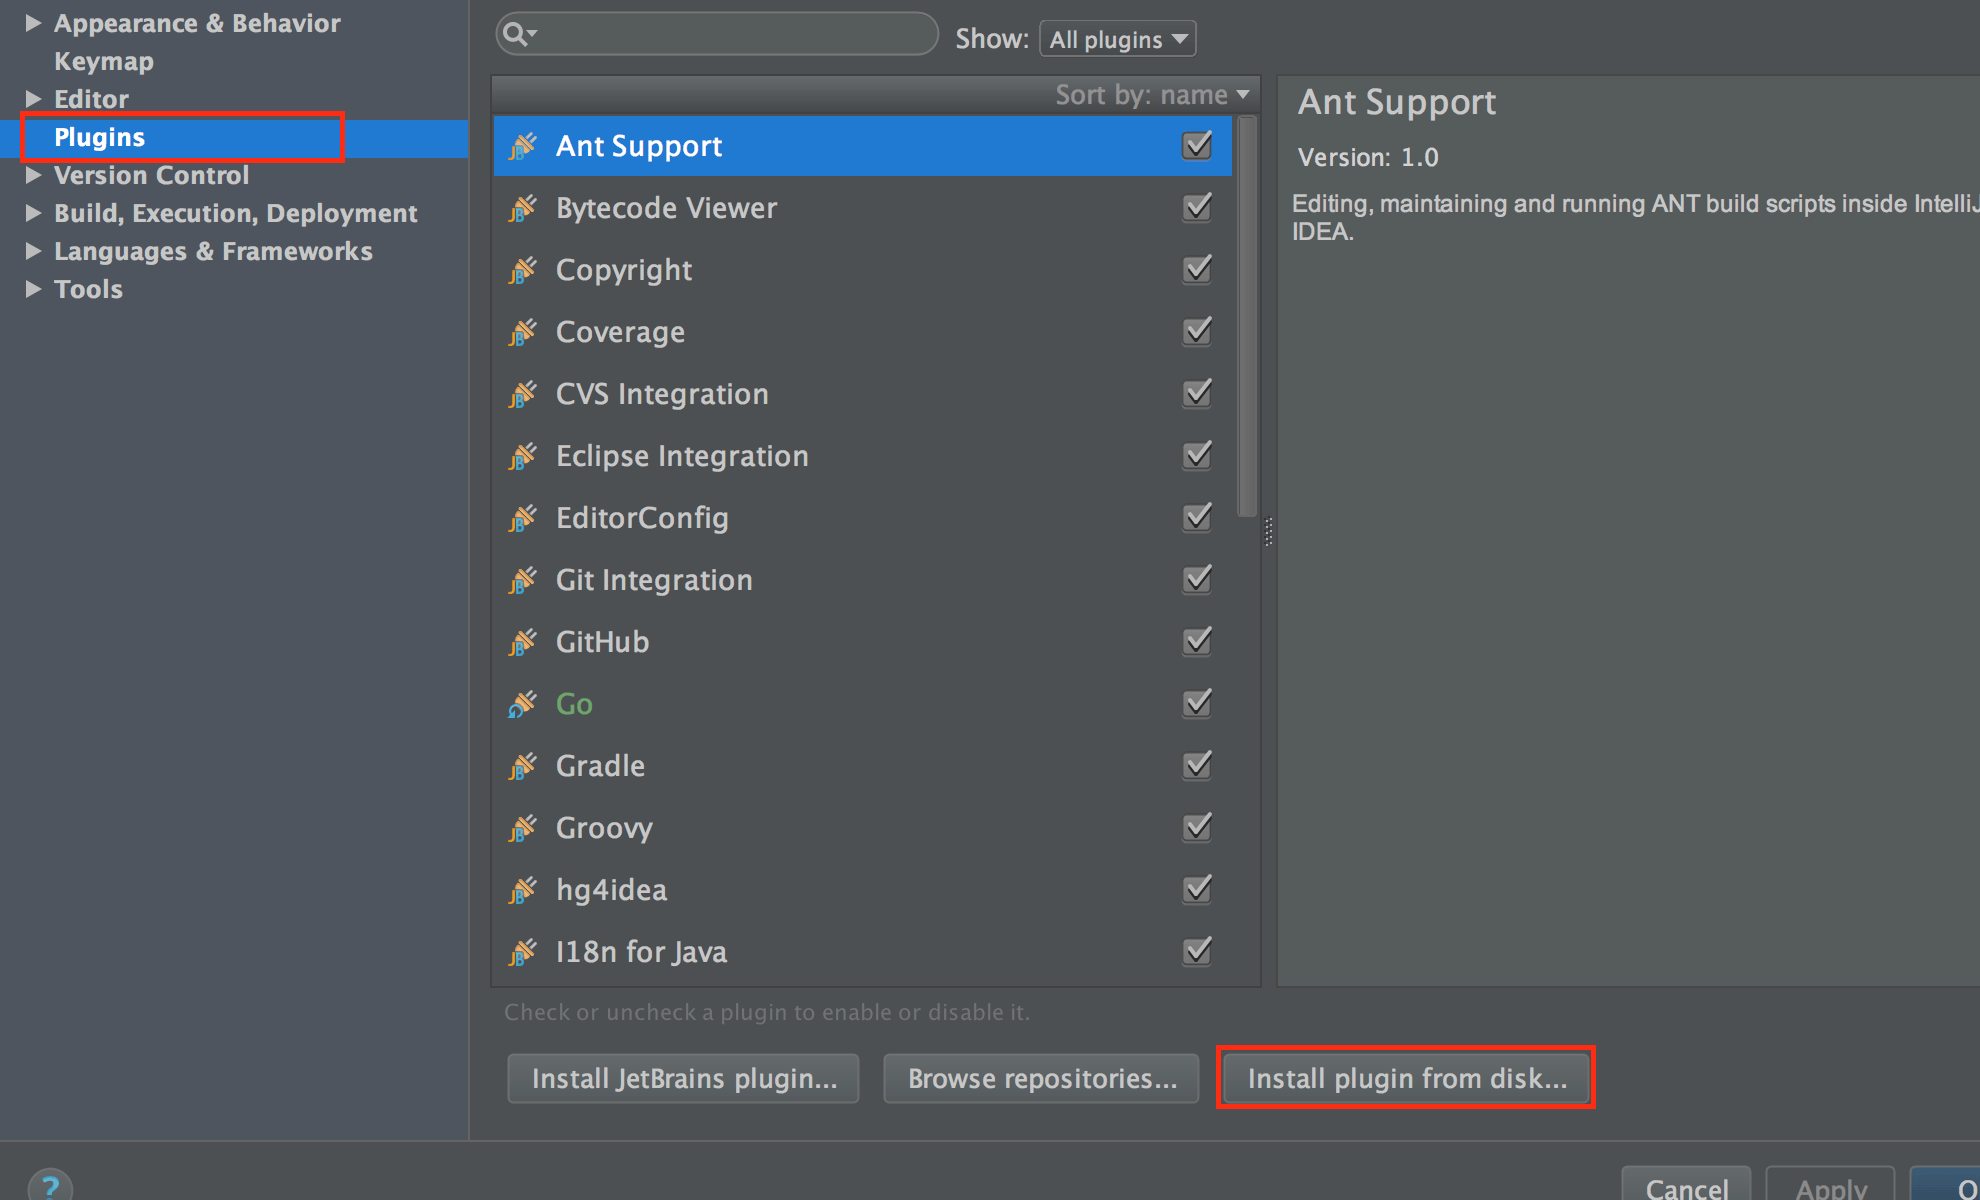 Appearance & Behavior
Keymap
Editor
Plugins
Version Control
Build, Execution, Deployment
Languages & Frameworks
Tools
Show: All plugins
Sort by: name
Ant Support
Bytecode Viewer
Copyright
Coverage
CVS Integration
Eclipse Integration
EditorConfig
Git Integration
GitHub
Go
Gradle
Groovy
hg4idea
I18n for Java
Check or uncheck a plugin to enable or disable it.
Install JetBrains plugin... Browse repositories... Install plugin from disk...
Ant Support
Version: 1.0
Editing, maintaining and running ANT build scripts inside IntelliJ
IDEA.
? Cancel Apply